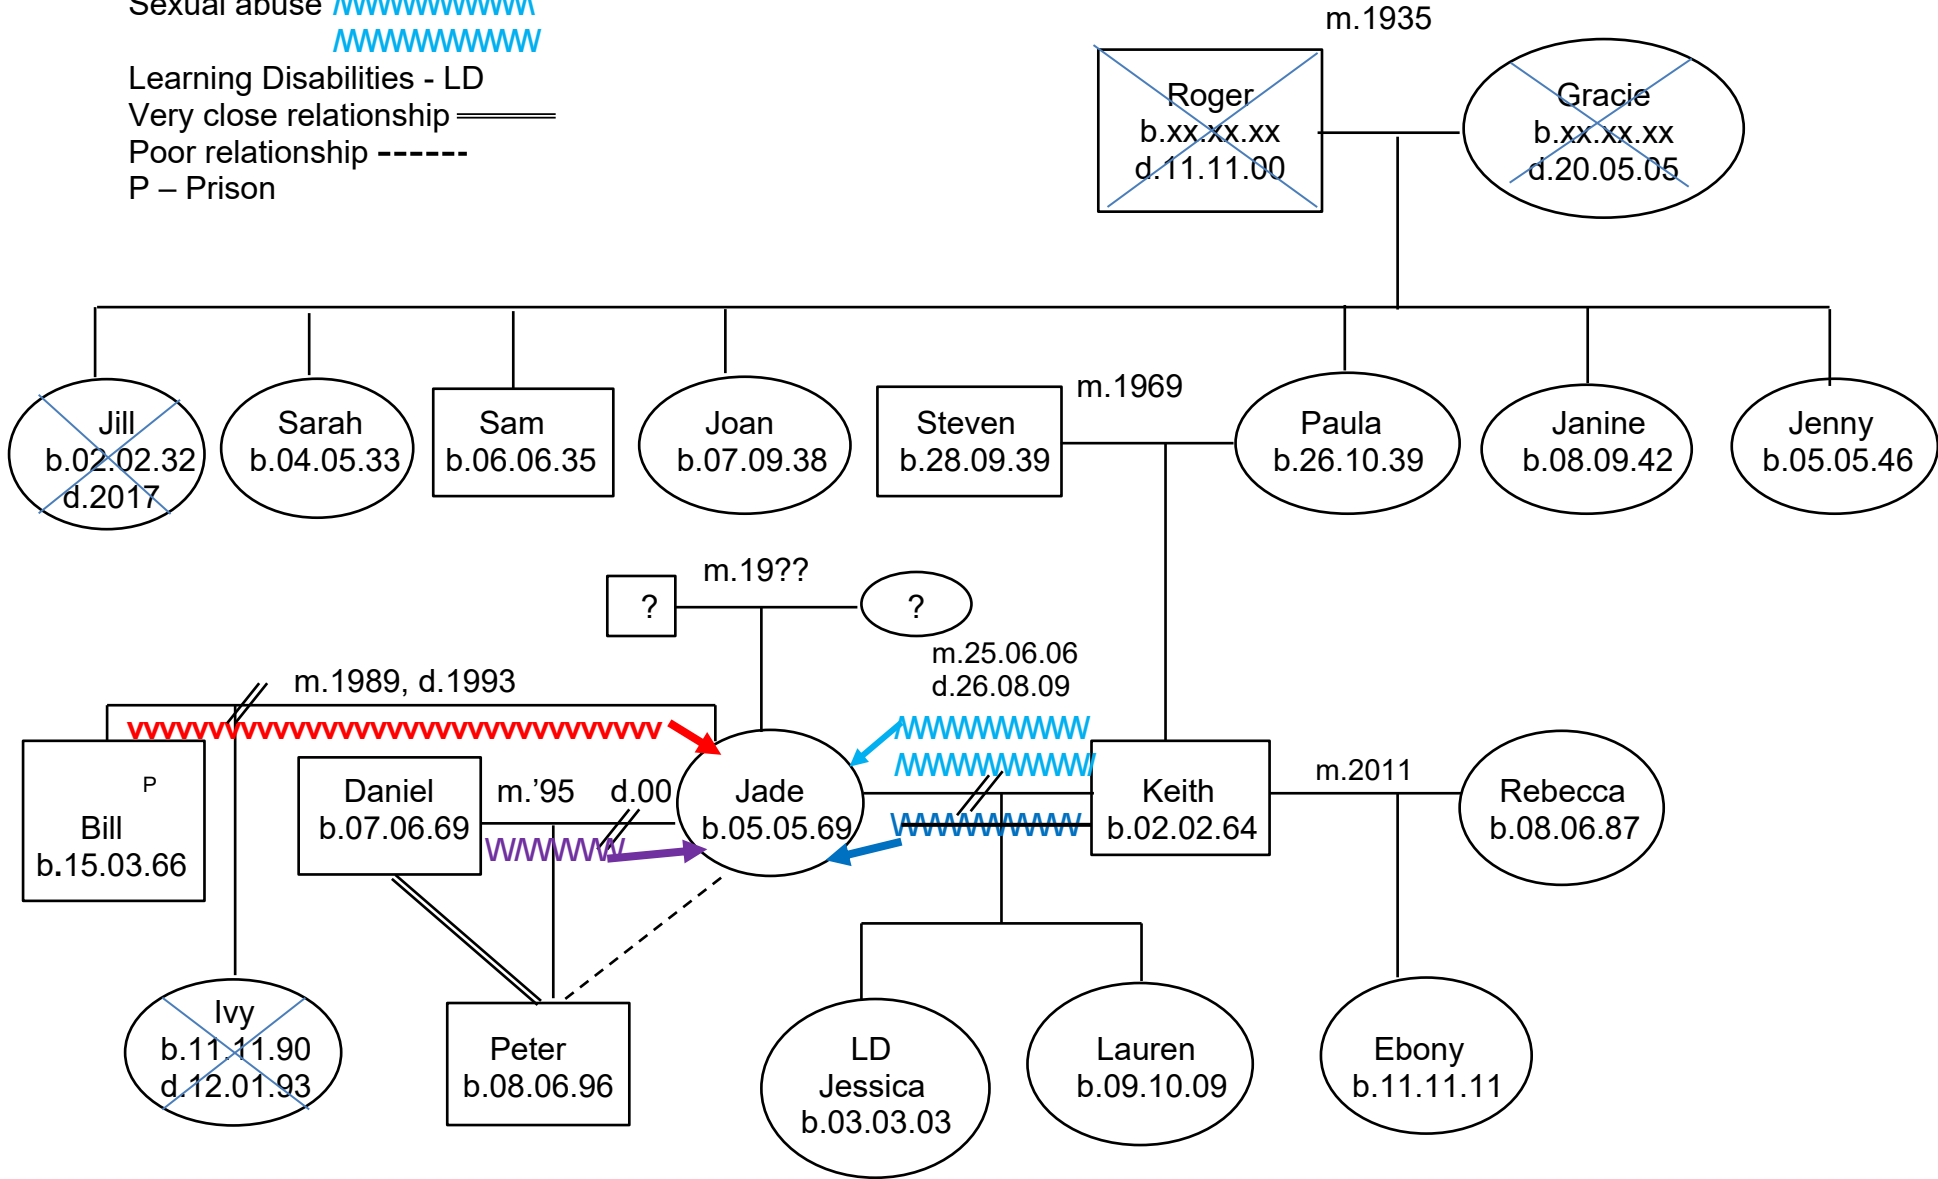 Sexual abuse
Learning Disabilities - LD
Very close relationship
Poor relationship
P – Prison
m.1935
Roger
b.xx.xx.xx
d.11.11.00
Gracie
b.xx.xx.xx
d.20.05.05
Jill
b.02.02.32
d.2017
Sarah
b.04.05.33
Sam
b.06.06.35
Joan
b.07.09.38
Steven
b.28.09.39
m.1969
Paula
b.26.10.39
Janine
b.08.09.42
Jenny
b.05.05.46
?
m.19??
?
m.1989, d.1993
m.25.06.06
d.26.08.09
P
Bill
b.15.03.66
Daniel
b.07.06.69
m.’95 d.00
Jade
b.05.05.69
Keith
b.02.02.64
m.2011
Rebecca
b.08.06.87
Ivy
b.11.11.90
d.12.01.93
Peter
b.08.06.96
LD
Jessica
b.03.03.03
Lauren
b.09.10.09
Ebony
b.11.11.11